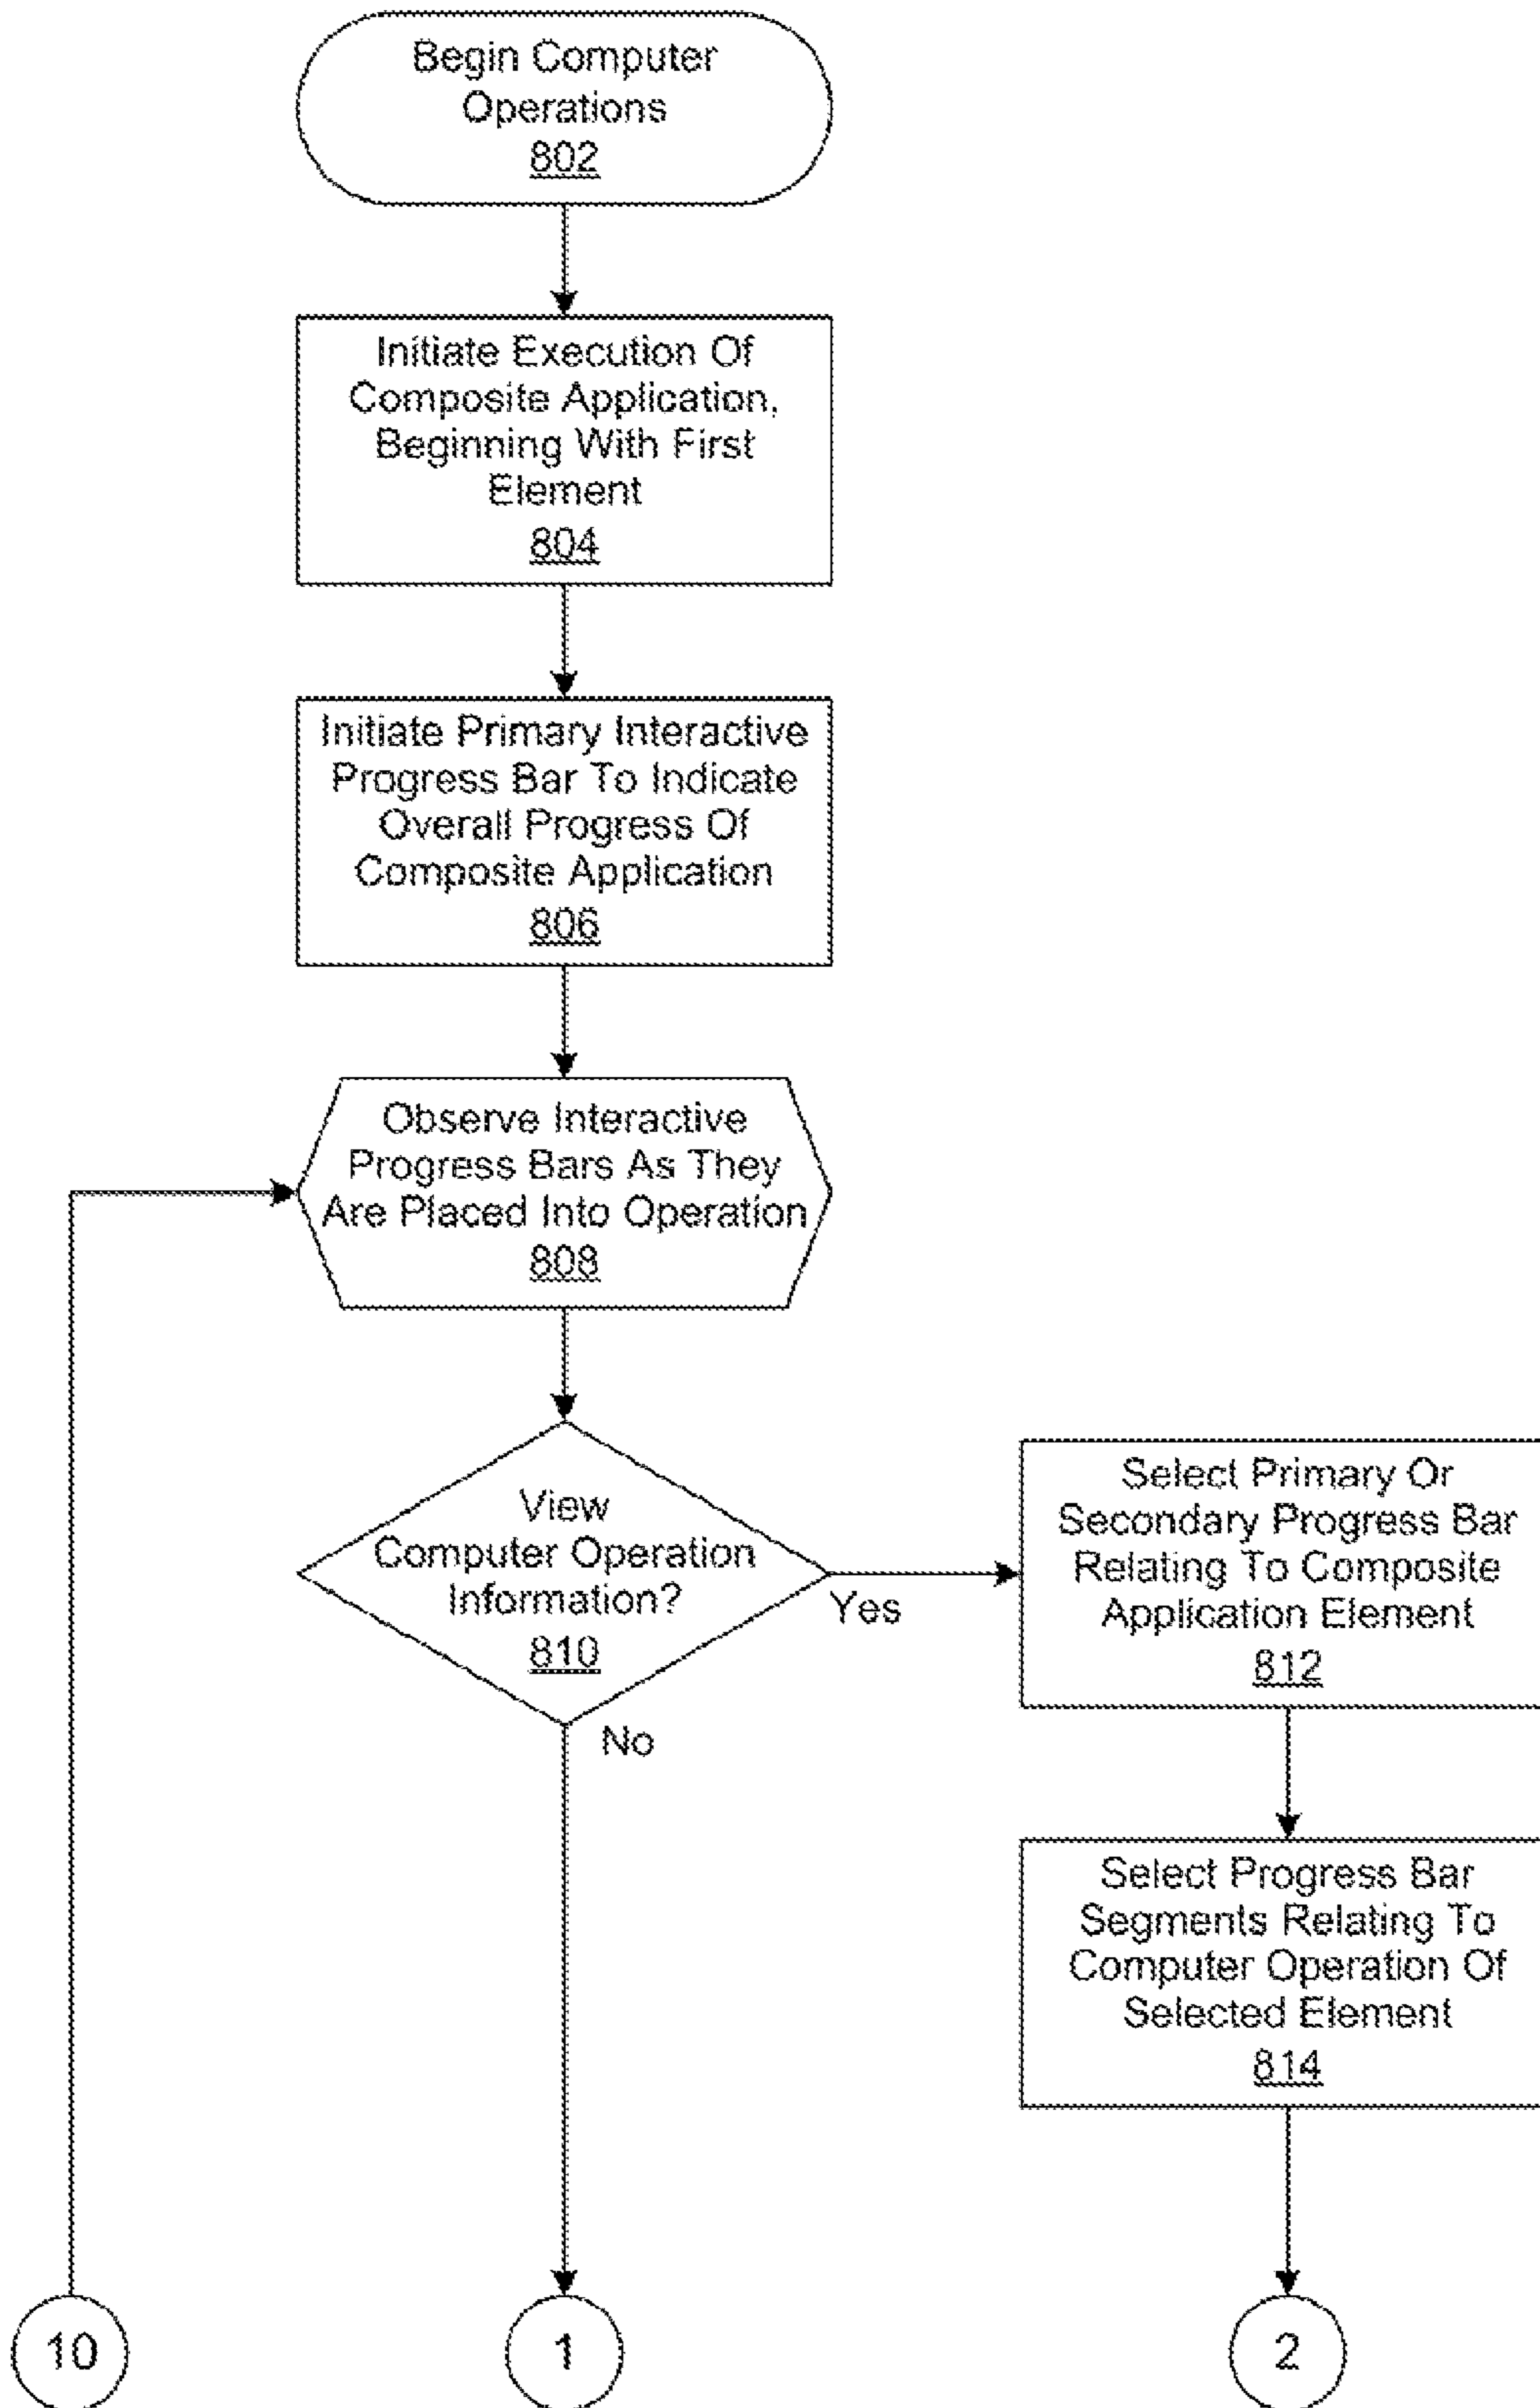 Begin Computer
Operations
802
Initiate Execution Of
Composite Application,
Beginning With First
Element
804
Initiate Primary Interactive
Progress Bar To Indicate
Overall Progress Of
Composite Application
806
Observe Interactive
Progress Bars As They
Are Placed Into Operation
808
View
Computer Operation
Information?
810
Yes
No
Select Primary Or
Secondary Progress Bar
Relating To Composite
Application Element
812
Select Progress Bar
Segments Relating To
Computer Operation Of
Selected Element
814
10
1
2